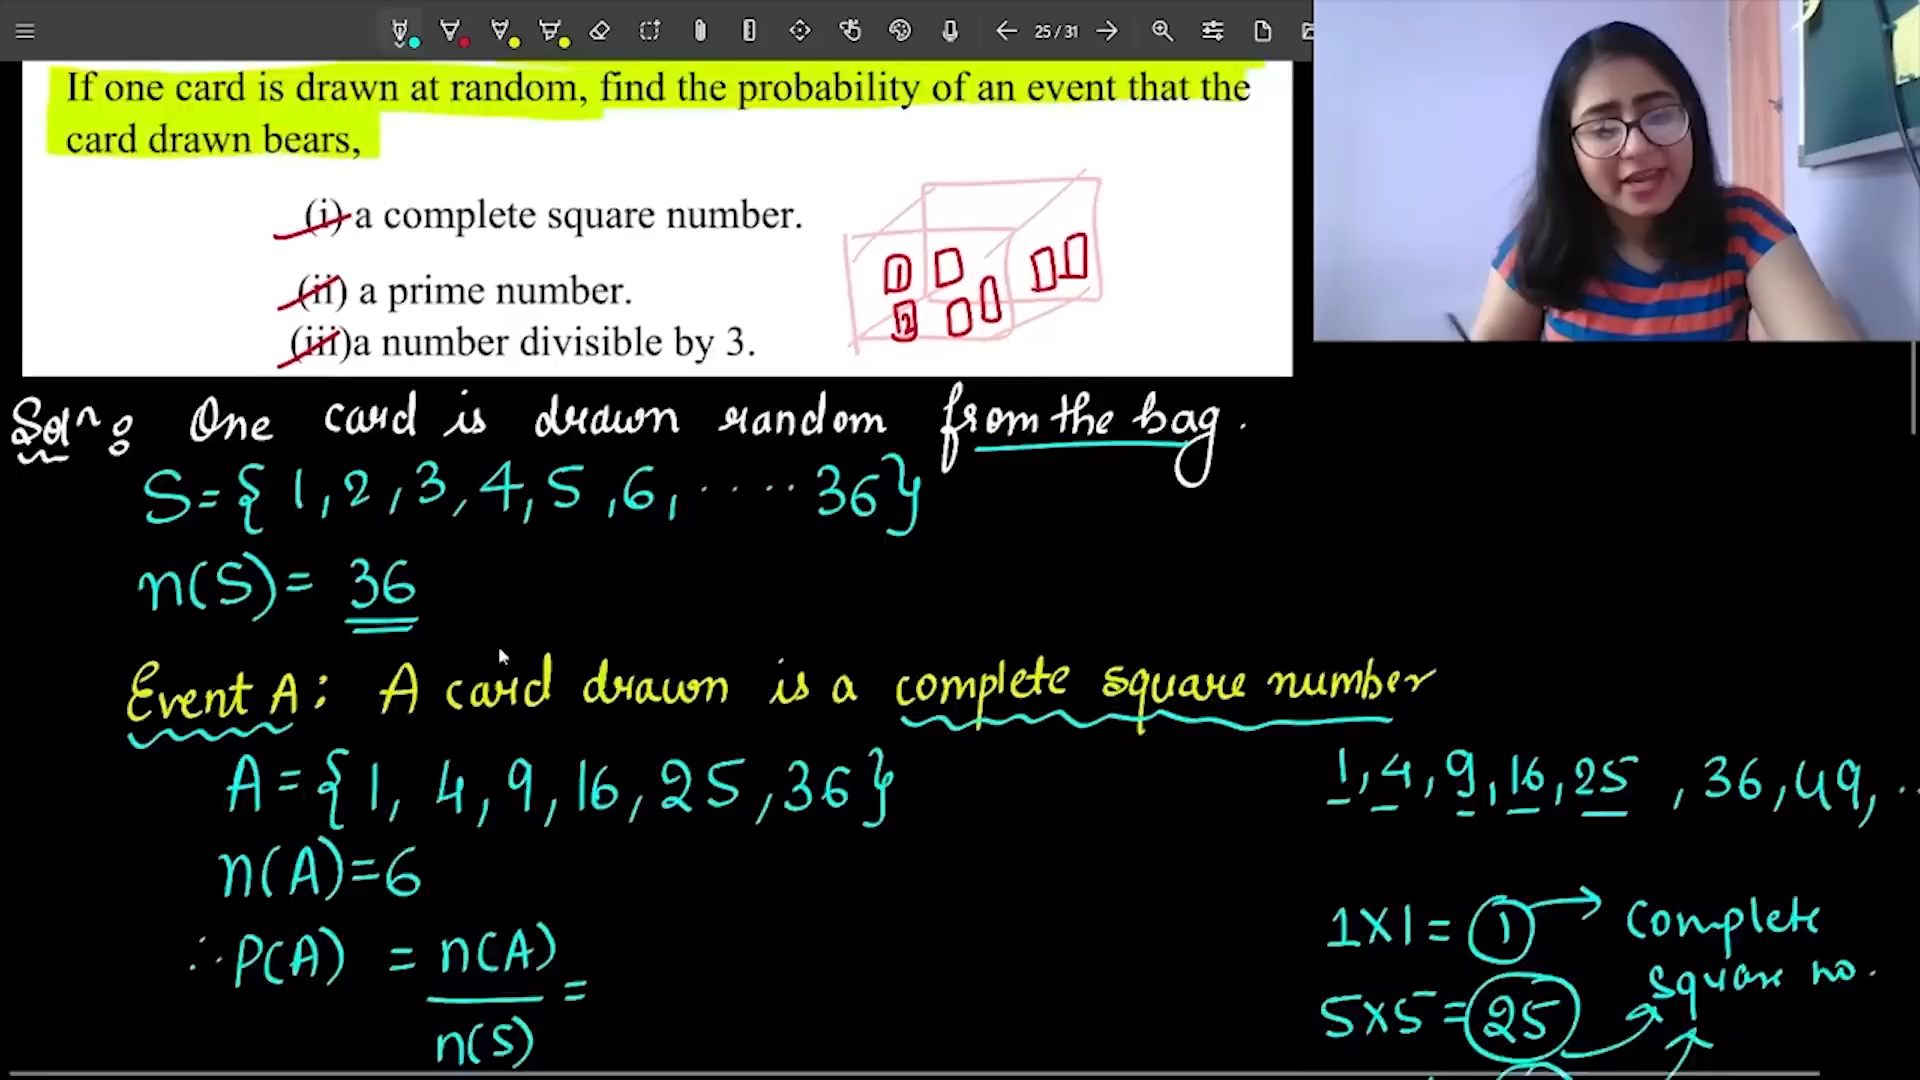 25 / 31
If one card is drawn at random, find the probability of an event that the
card drawn bears,
(i) a complete square number.
(ii) a prime number.
(iii)a number divisible by 3.
1
2
Solⁿ: One card is drawn random from the bag.
S = { 1, 2, 3, 4, 5, 6, .... 36}
n(S) = 36
Event A: A card drawn is a complete square number
A = {1, 4, 9, 16, 25, 36}
1, 4, 9, 16, 25, 36, 49, ..
n(A)=6
∴ P(A) = n(A)
n(S)
=
1X1 = 1 → Complete
square no.
5X5 = 25